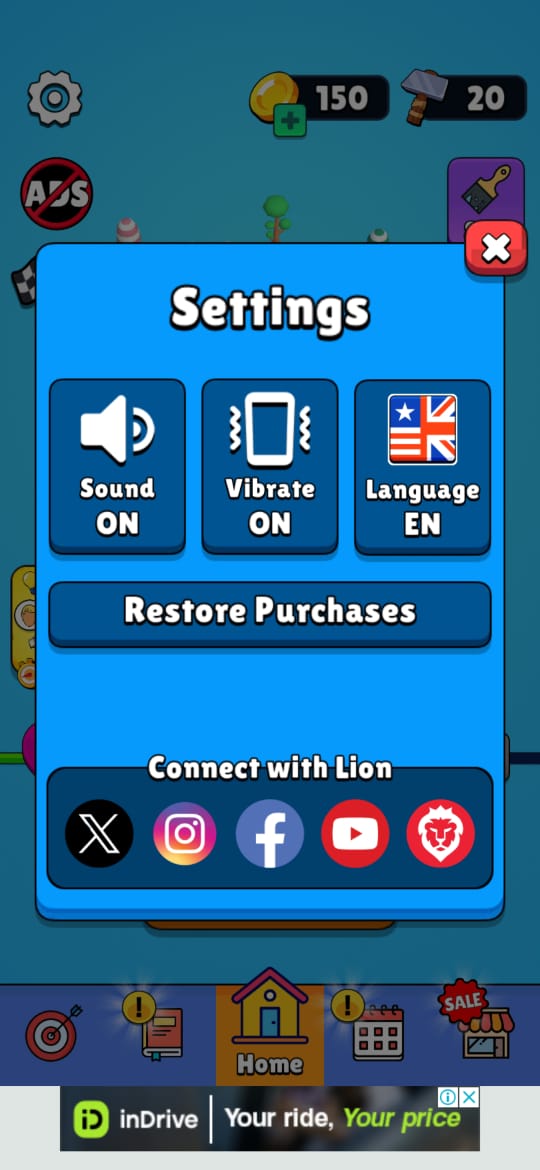 150
20
ADS
Settings
Sound
ON
Vibrate
ON
Language
EN
Restore Purchases
Connect with Lion
!
!
SALE
Home
inDrive
Your ride, Your price